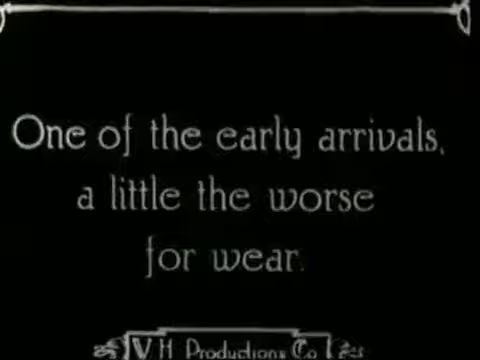 One of the early arrivals,
a little the worse
for wear.
V H Productions Co